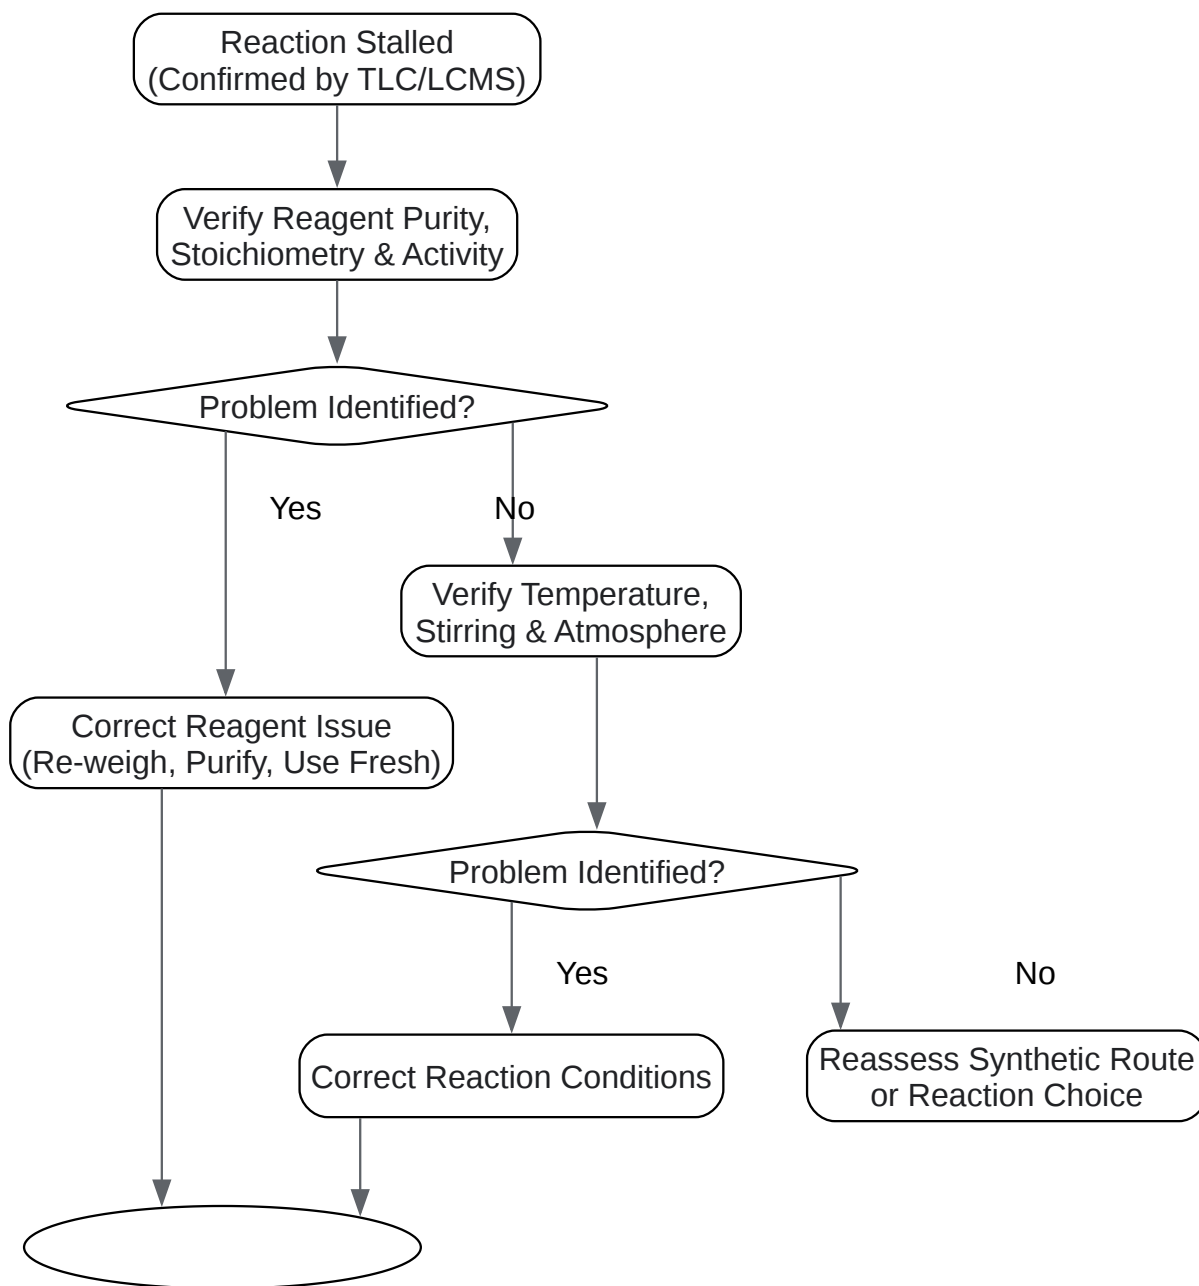 Reaction Stalled
(Confirmed by TLC/LCMS)
Verify Reagent Purity,
Stoichiometry & Activity
Problem Identified?
Yes
No
Verify Temperature,
Stirring & Atmosphere
Correct Reagent Issue
(Re-weigh, Purify, Use Fresh)
Problem Identified?
Yes
No
Correct Reaction Conditions
Reassess Synthetic Route
or Reaction Choice